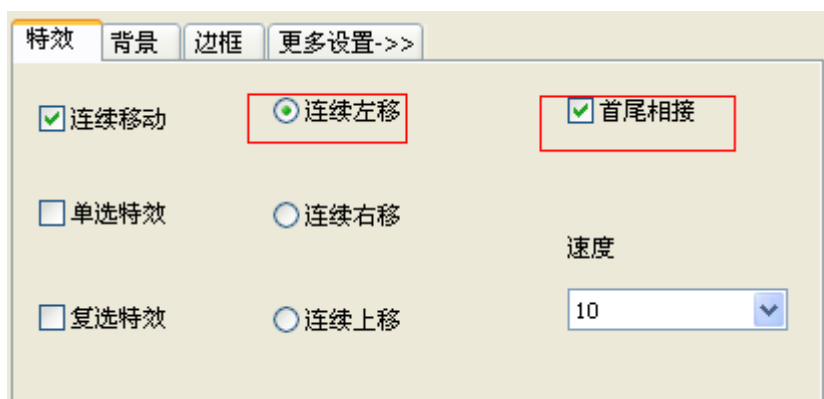 特效 背景 边框 更多设置->>
连续移动 连续左移 首尾相接
单选特效 连续右移
速度
复选特效 连续上移 10